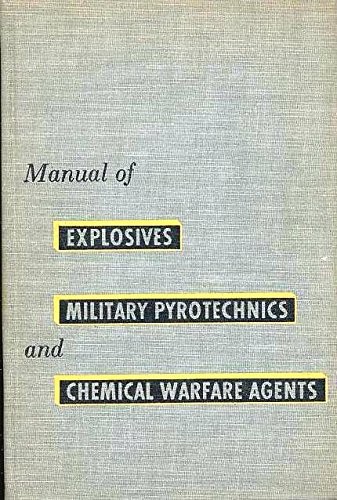 Manual of
EXPLOSIVES
MILITARY PYROTECHNICS
and
CHEMICAL WARFARE AGENTS